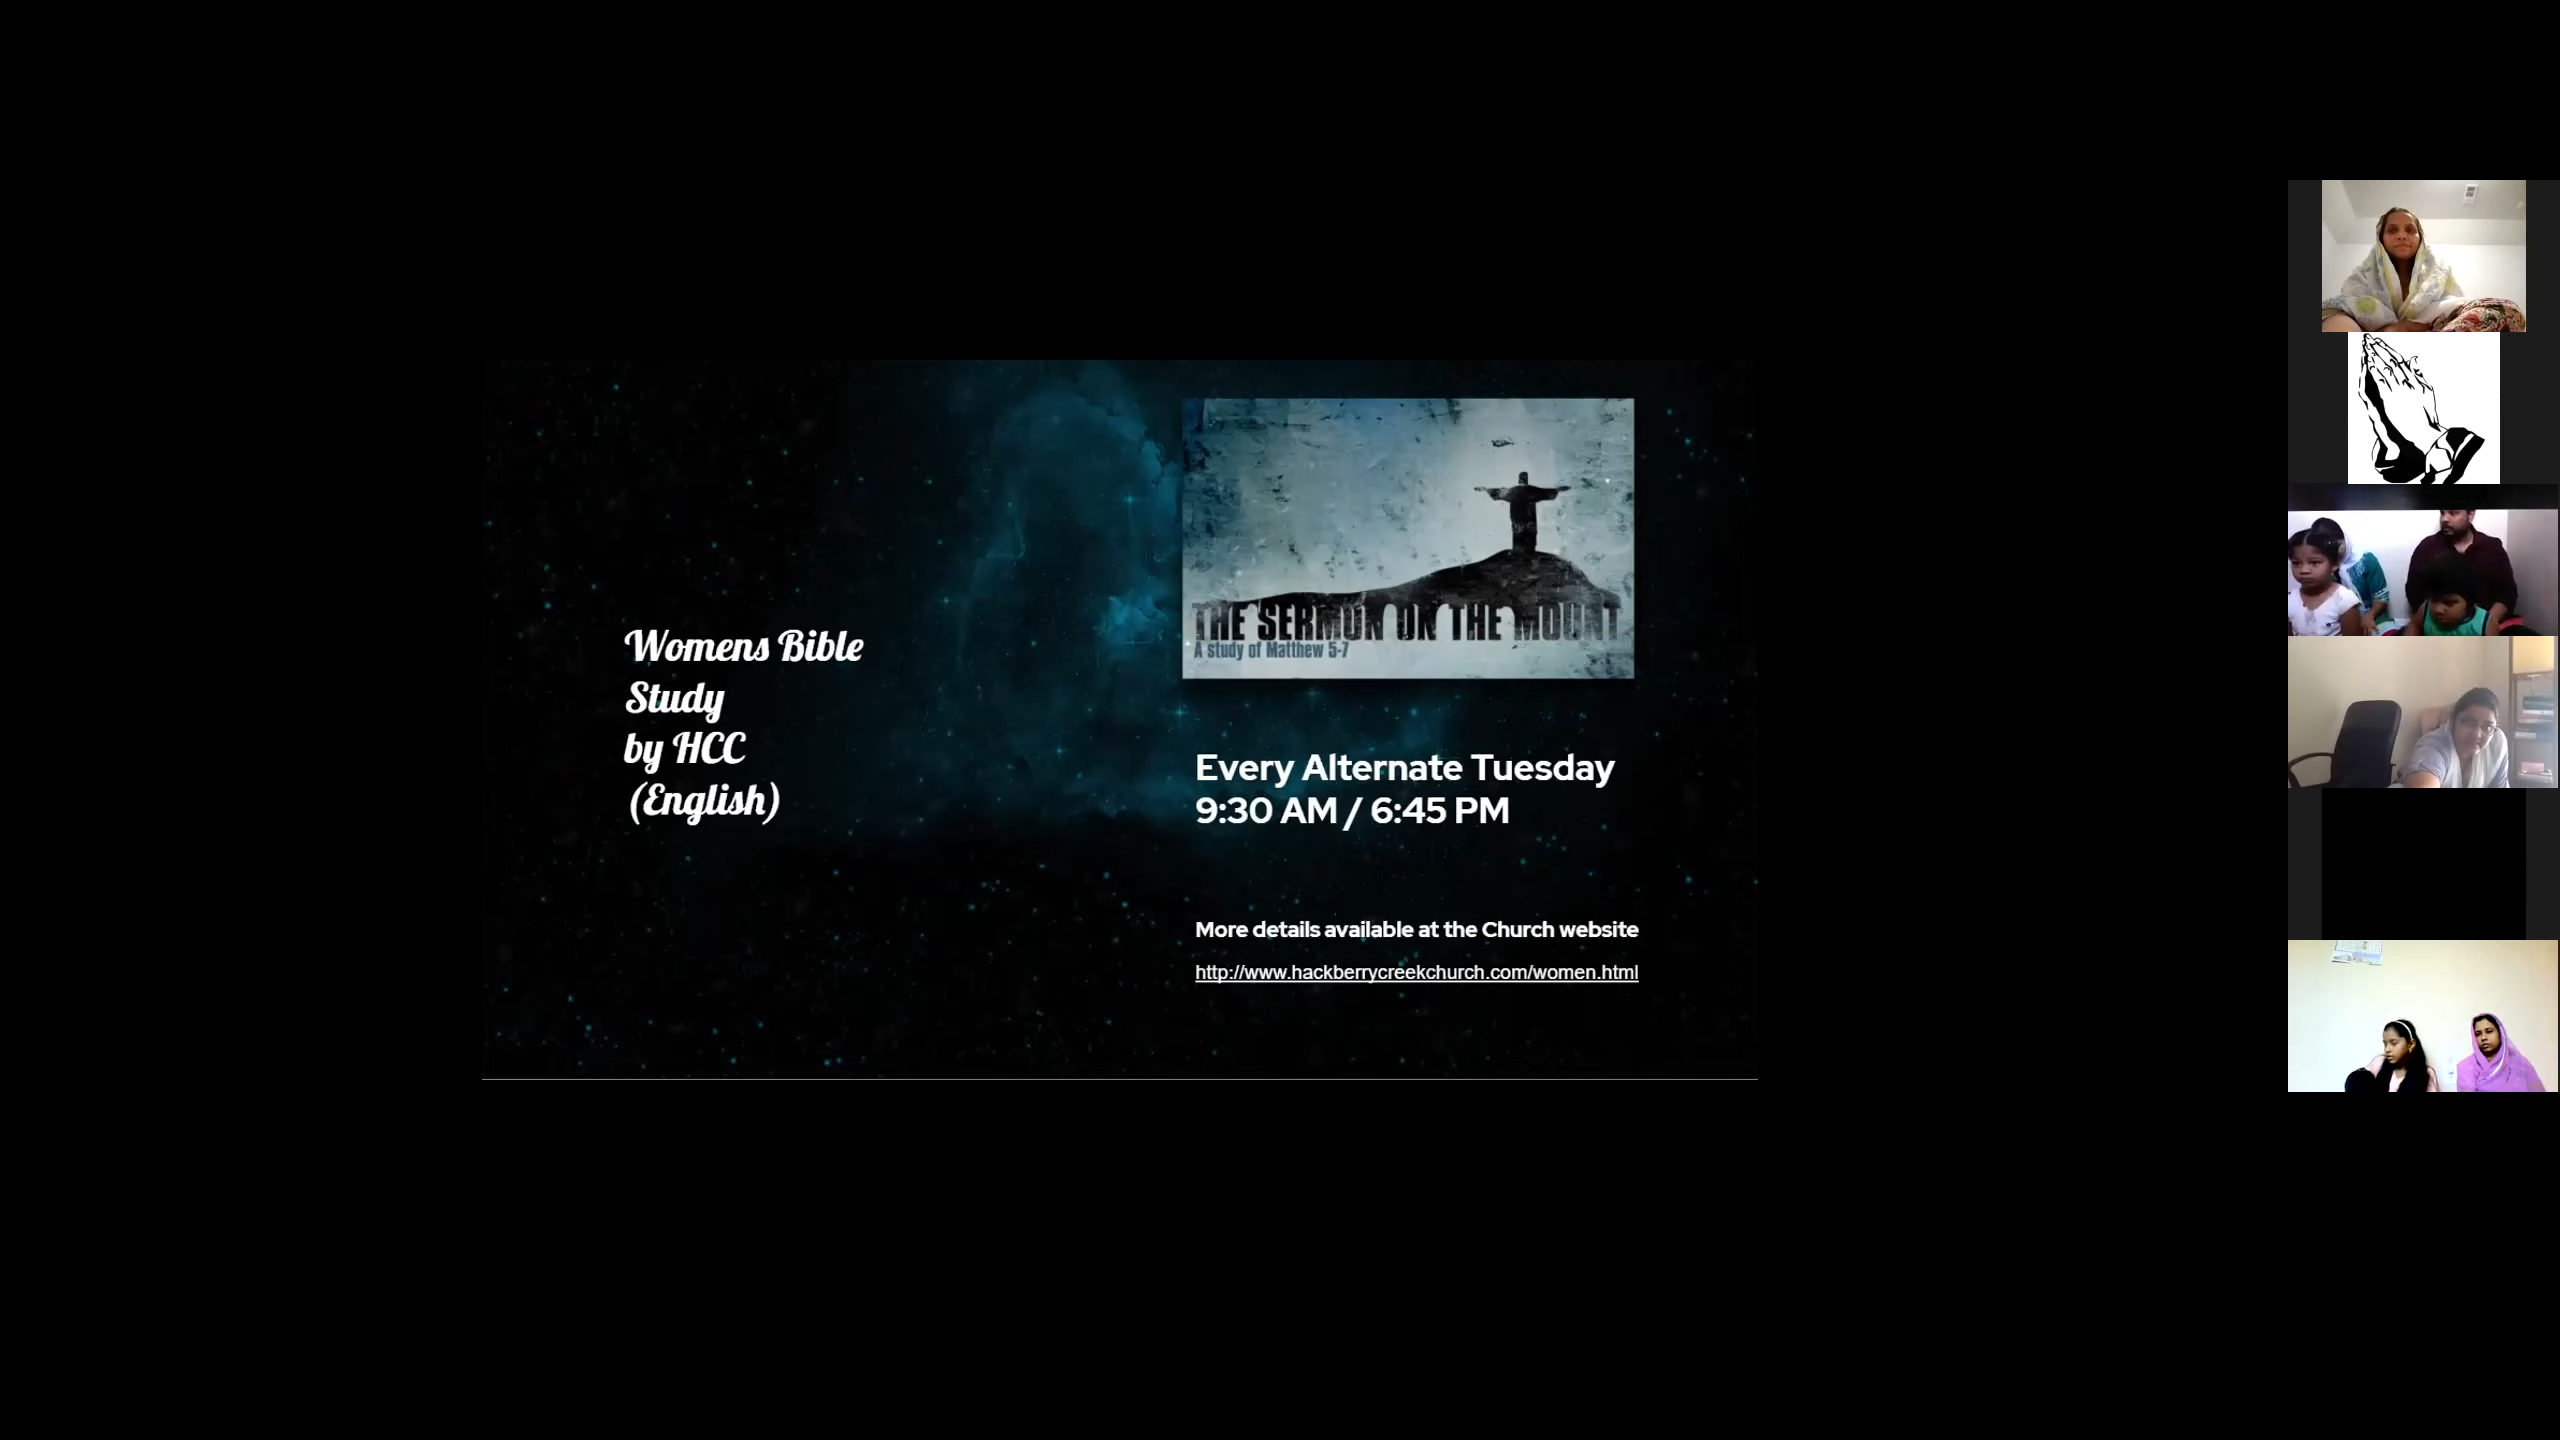 Womens Bible
Study
by HCC
(English)
THE SERMON ON THE MOUNT
A study of Matthew 5-7
Every Alternate Tuesday
9:30 AM / 6:45 PM
More details available at the Church website
http://www.hackberrycreekchurch.com/women.html